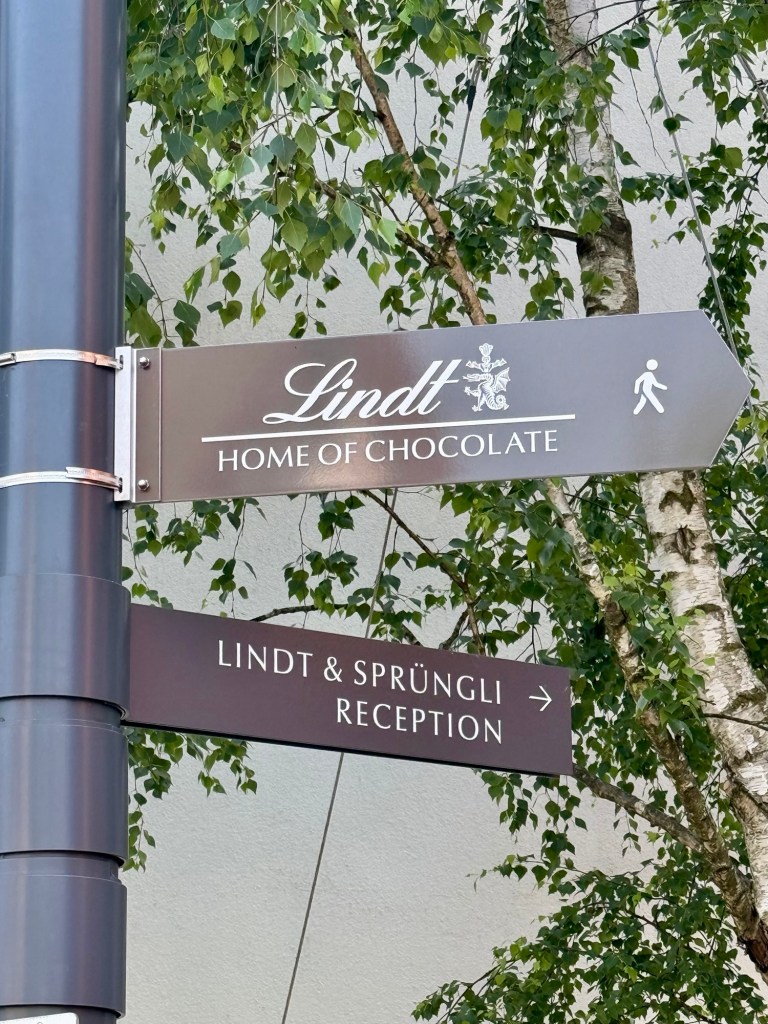 Lindt
HOME OF CHOCOLATE
LINDT & SPRÜNGLI
RECEPTION